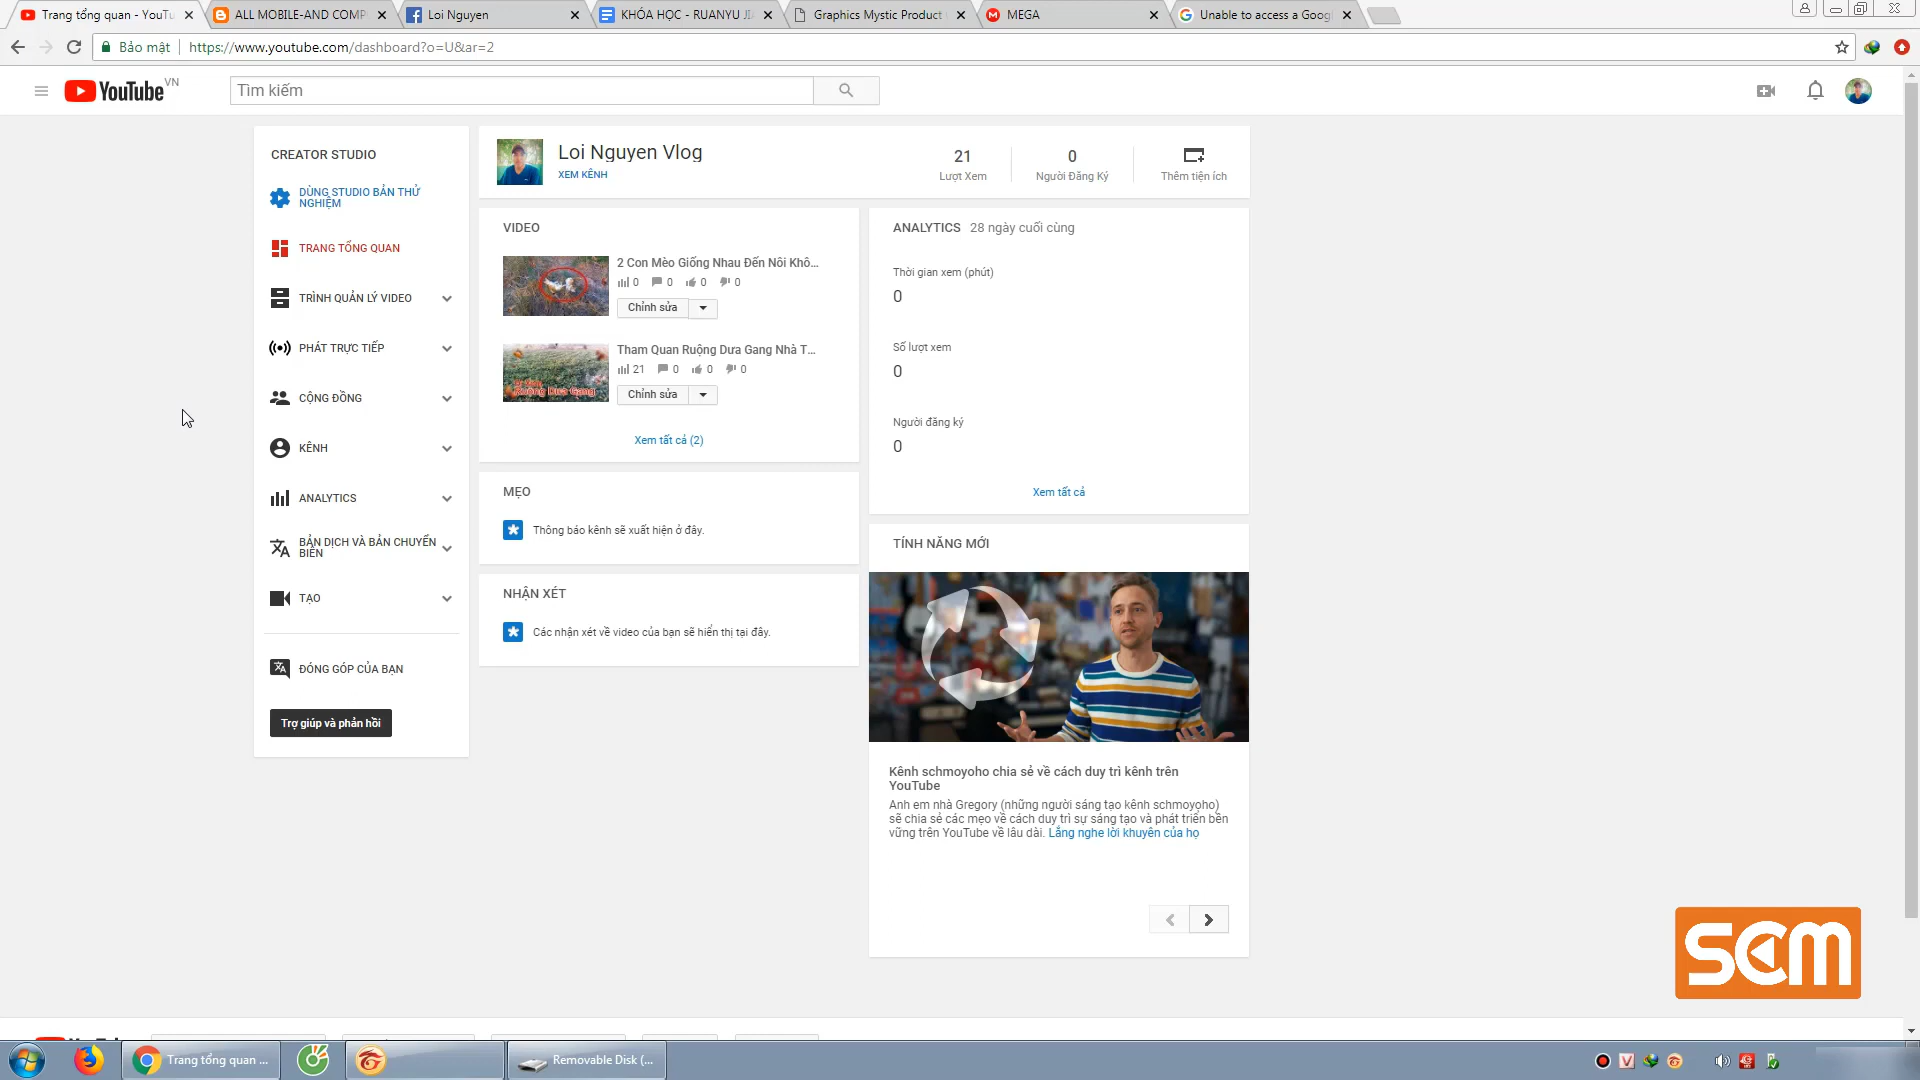 Trang tổng quan - YouTu
ALL MOBILE-AND COMP
Loi Nguyen
KHÓA HỌC - RUANYU JI
Graphics Mystic Product
MEGA
Unable to access a Goog
Bảo mật
https://www.youtube.com/dashboard?o=U&ar=2
YouTube VN
Tìm kiếm
CREATOR STUDIO
DÙNG STUDIO BẢN THỬ
NGHIỆM
TRANG TỔNG QUAN
TRÌNH QUẢN LÝ VIDEO
PHÁT TRỰC TIẾP
CỘNG ĐỒNG
KÊNH
ANALYTICS
BẢN DỊCH VÀ BẢN CHUYỂN
BIÊN
TẠO
ĐÓNG GÓP CỦA BẠN
Trợ giúp và phản hồi
Loi Nguyen Vlog
XEM KÊNH
21
Lượt Xem
0
Người Đăng Ký
Thêm tiện ích
VIDEO
2 Con Mèo Giống Nhau Đến Nỗi Khô...
0 0 0 0
Chỉnh sửa
Tham Quan Ruộng Dưa Gang Nhà T...
21 0 0 0
Chỉnh sửa
Ruộng Dưa Gang
Xem tất cả (2)
MẸO
Thông báo kênh sẽ xuất hiện ở đây.
NHẬN XÉT
Các nhận xét về video của bạn sẽ hiển thị tại đây.
ANALYTICS 28 ngày cuối cùng
Thời gian xem (phút)
0
Số lượt xem
0
Người đăng ký
0
Xem tất cả
TÍNH NĂNG MỚI
Kênh schmoyoho chia sẻ về cách duy trì kênh trên
YouTube
Anh em nhà Gregory (những người sáng tạo kênh schmoyoho)
sẽ chia sẻ các mẹo về cách duy trì sự sáng tạo và phát triển bền
vững trên YouTube về lâu dài. Lắng nghe lời khuyên của họ
SCM
Trang tổng quan ...
Removable Disk (...